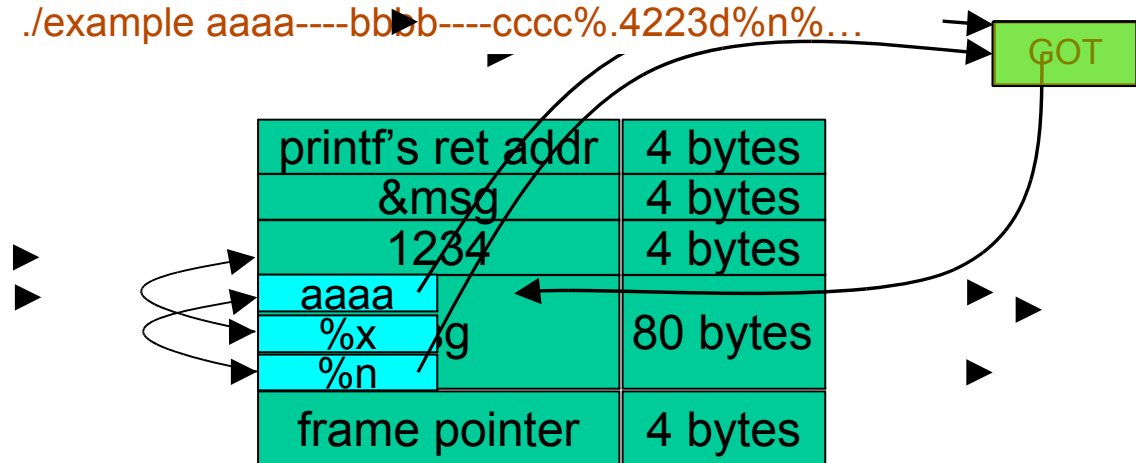 ./example aaaa----bbbb----cccc%.4223d%n%…
GOT
printf’s ret addr 4 bytes
&msg 4 bytes
1234 4 bytes
aaaa
%x 80 bytes
%n
frame pointer 4 bytes